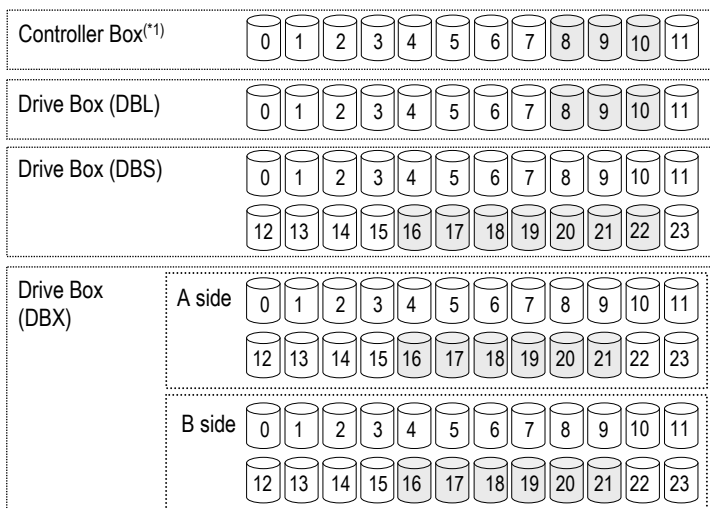 Controller Box(*1) 0 1 2 3 4 5 6 7 8 9 10 11
Drive Box (DBL) 0 1 2 3 4 5 6 7 8 9 10 11
Drive Box (DBS) 0 1 2 3 4 5 6 7 8 9 10 11
12 13 14 15 16 17 18 19 20 21 22 23
Drive Box
(DBX)
A side 0 1 2 3 4 5 6 7 8 9 10 11
12 13 14 15 16 17 18 19 20 21 22 23
B side 0 1 2 3 4 5 6 7 8 9 10 11
12 13 14 15 16 17 18 19 20 21 22 23